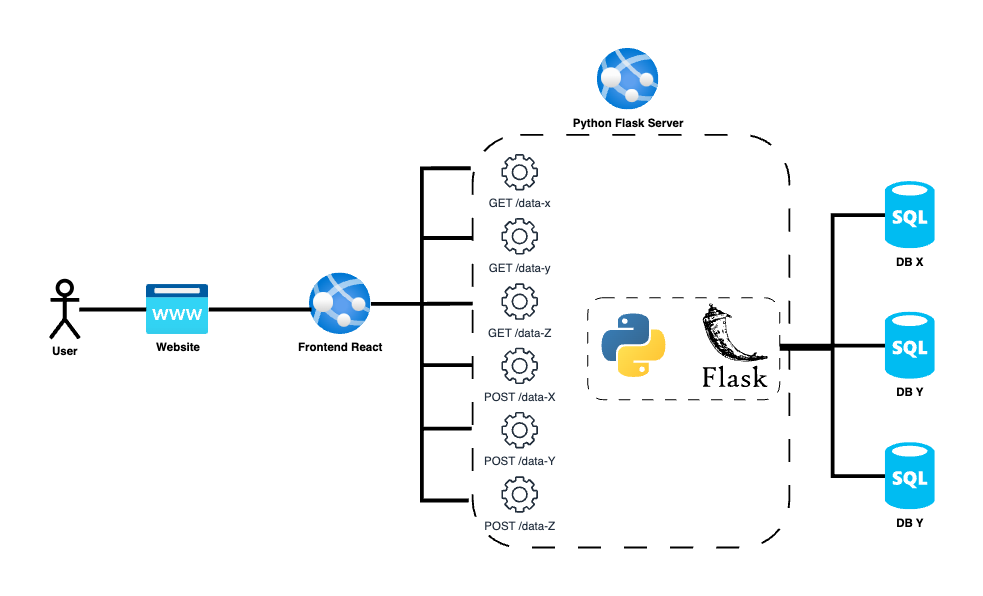 Python Flask Server
GET /data-x
GET /data-y
GET /data-Z
POST /data-X
POST /data-Y
POST /data-Z
User
WWW
Website
Frontend React
Flask
SQL
DB X
SQL
DB Y
SQL
DB Y